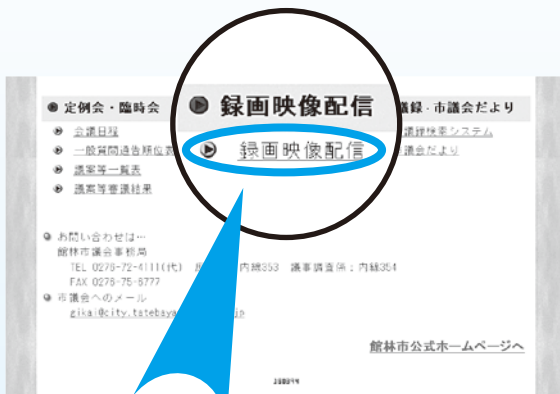 定例会・臨時会
録画映像配信
議録・市議会だより
会議日程
議録検索システム
一般質問通告順位表
録画映像配信
議会だより
議案等一覧表
議案等審議結果
お問い合わせは…
館林市議会事務局
TEL 0276-72-4111(代)
内線353 議事調査係：内線354
FAX 0276-75-6777
市議会へのメール
gikai@city.tatebaya
館林市公式ホームページへ